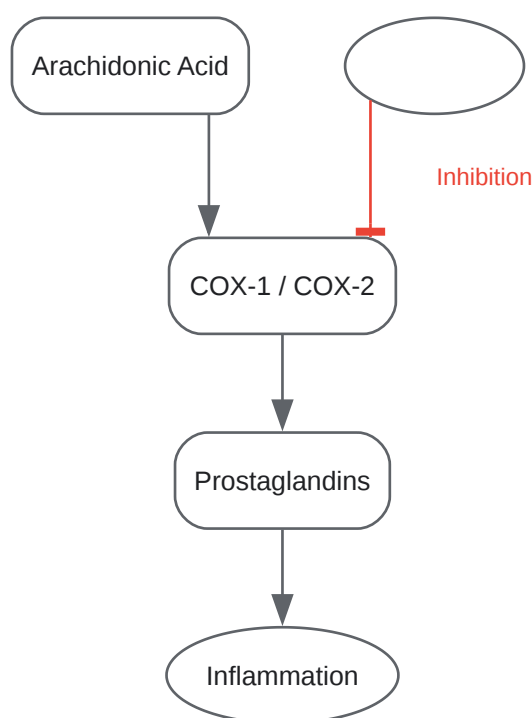 Arachidonic Acid
Inhibition
COX-1 / COX-2
Prostaglandins
Inflammation